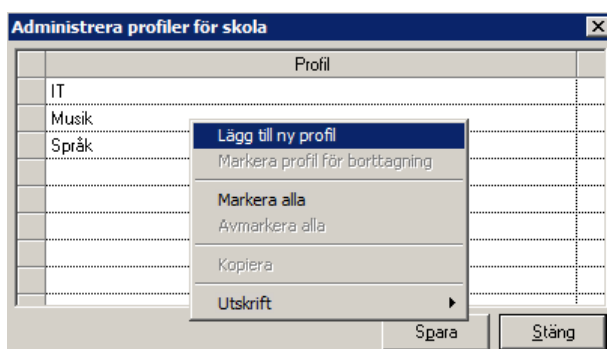 Administrera profiler för skola
Profil
IT
Musik
Språk
Lägg till ny profil
Markera profil för borttagning
Markera alla
Avmarkera alla
Kopiera
Utskrift
Spara
Stäng